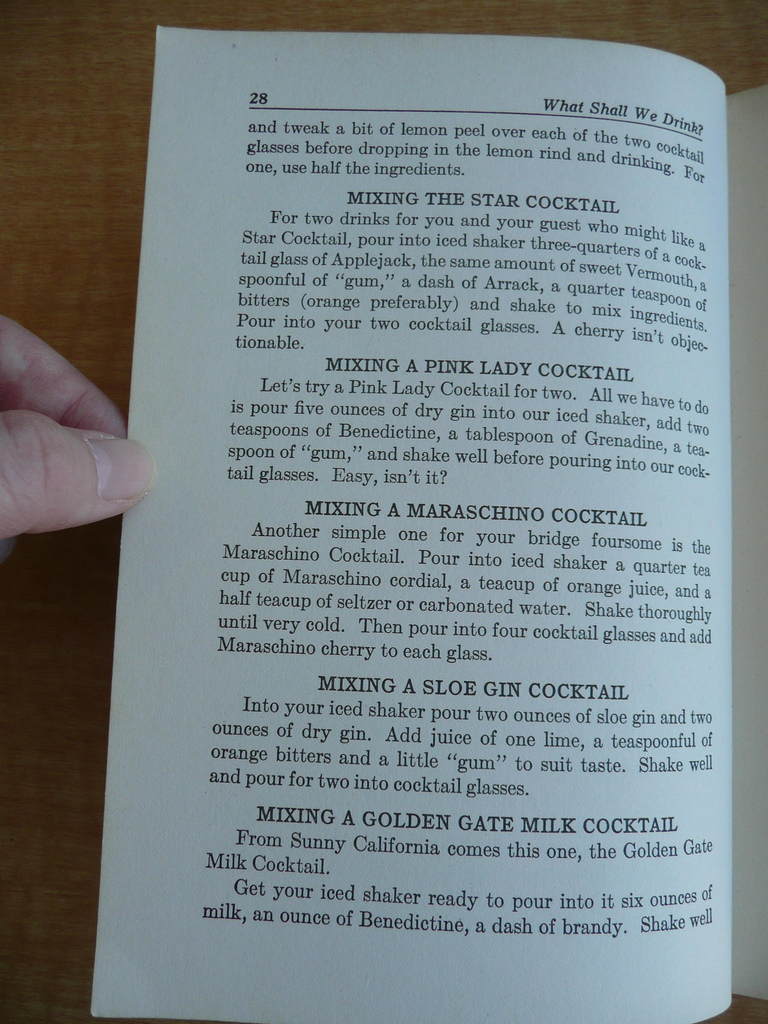 28 What Shall We Drink?
and tweak a bit of lemon peel over each of the two cocktail
glasses before dropping in the lemon rind and drinking. For
one, use half the ingredients.
MIXING THE STAR COCKTAIL
For two drinks for you and your guest who might like a
Star Cocktail, pour into iced shaker three-quarters of a cock-
tail glass of Applejack, the same amount of sweet Vermouth, a
spoonful of "gum," a dash of Arrack, a quarter teaspoon of
bitters (orange preferably) and shake to mix ingredients.
Pour into your two cocktail glasses. A cherry isn't objec-
tionable.
MIXING A PINK LADY COCKTAIL
Let's try a Pink Lady Cocktail for two. All we have to do
is pour five ounces of dry gin into our iced shaker, add two
teaspoons of Benedictine, a tablespoon of Grenadine, a tea-
spoon of "gum," and shake well before pouring into our cock-
tail glasses. Easy, isn't it?
MIXING A MARASCHINO COCKTAIL
Another simple one for your bridge foursome is the
Maraschino Cocktail. Pour into iced shaker a quarter tea
cup of Maraschino cordial, a teacup of orange juice, and a
half teacup of seltzer or carbonated water. Shake thoroughly
until very cold. Then pour into four cocktail glasses and add
Maraschino cherry to each glass.
MIXING A SLOE GIN COCKTAIL
Into your iced shaker pour two ounces of sloe gin and two
ounces of dry gin. Add juice of one lime, a teaspoonful of
orange bitters and a little "gum" to suit taste. Shake well
and pour for two into cocktail glasses.
MIXING A GOLDEN GATE MILK COCKTAIL
From Sunny California comes this one, the Golden Gate
Milk Cocktail.
Get your iced shaker ready to pour into it six ounces of
milk, an ounce of Benedictine, a dash of brandy. Shake well